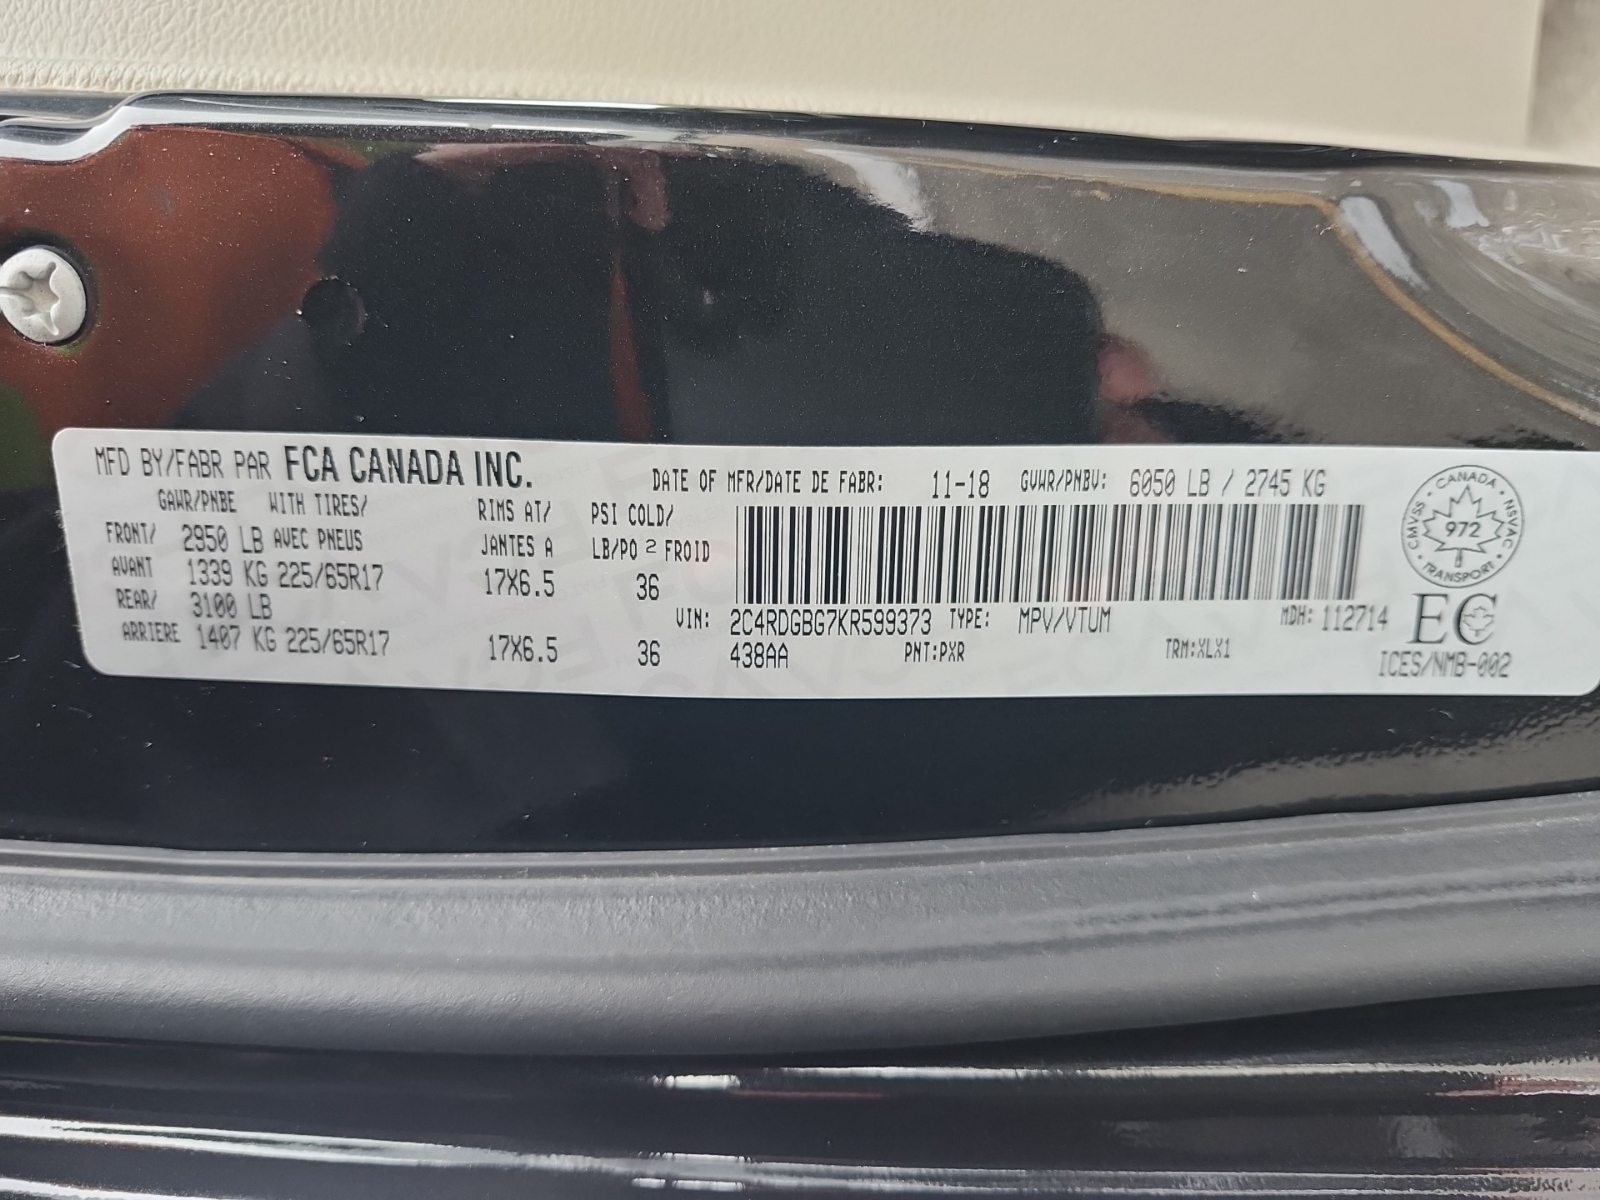 MFD BY/FABR PAR FCA CANADA INC. DATE OF MFR/DATE DE FABR: 11-18 GVWR/PNBV: 6050 LB / 2745 KG
GAWR/PNBE WITH TIRES/ RIMS AT/ PSI COLD/
FRONT/ 2950 LB AVEC PNEUS JANTES A LB/PO 2 FROID
AVANT 1339 KG 225/65R17 17X6.5 36
REAR/ 3100 LB
ARRIERE 1407 KG 225/65R17 17X6.5 36
VIN: 2C4RDGBG7KR599373 TYPE: MPV/VTUM MDH: 112714
438AA PNT:PXR TRM:XLX1
CANADA
CMVSS 972 NSVAC
TRANSPORT
EC
ICES/NMB-002